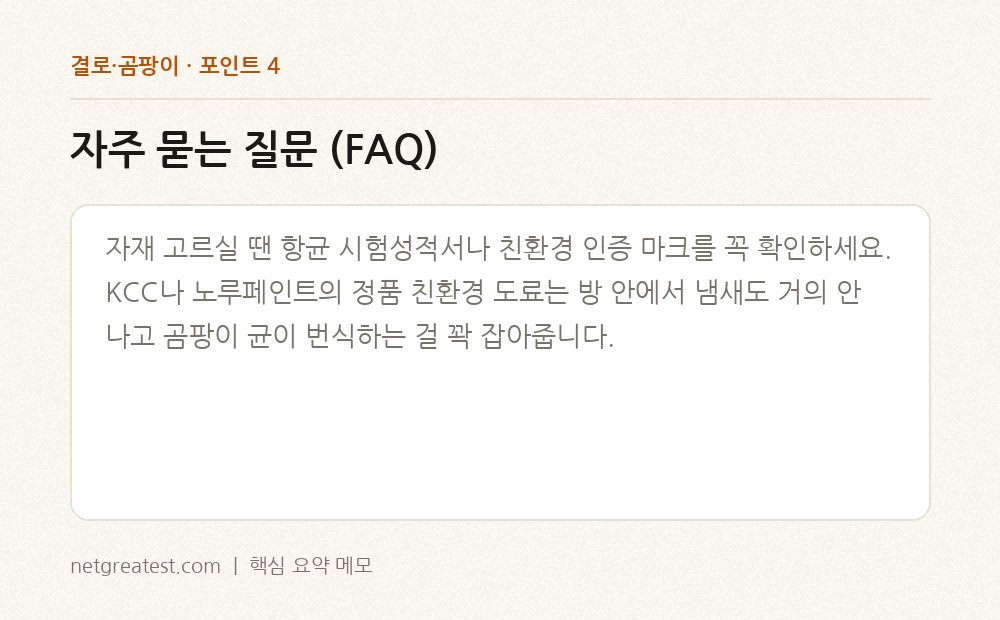 결로·곰팡이 · 포인트 4
자주 묻는 질문 (FAQ)
자재 고르실 땐 항균 시험성적서나 친환경 인증 마크를 꼭 확인하세요.
KCC나 노루페인트의 정품 친환경 도료는 방 안에서 냄새도 거의 안
나고 곰팡이 균이 번식하는 걸 꽉 잡아줍니다.
netgreatest.com | 핵심 요약 메모